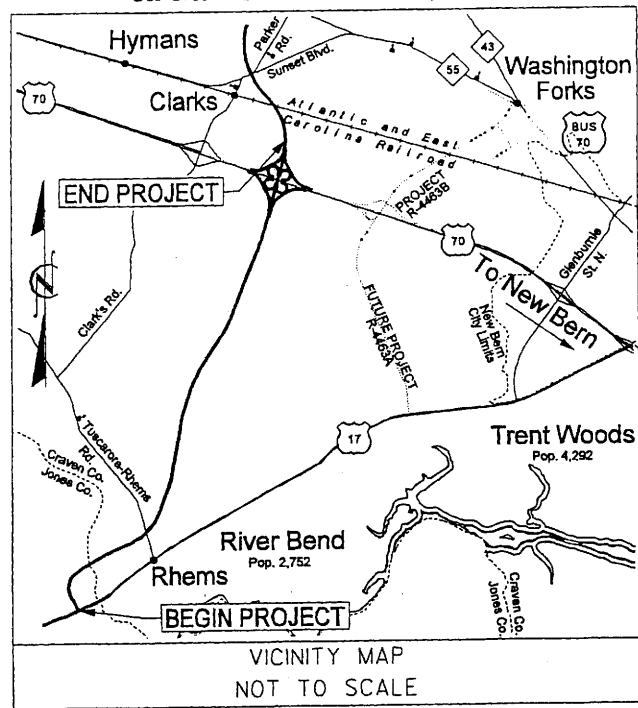 Hymans
Parker
Rd.
Sunset Blvd.
43
55
Washington
Forks
70
Clarks
Atlantic and East
Carolina Railroad
BUS
70
END PROJECT
PROJECT
R-4463B
70
Glenburnie
St. N.
To New Bern
N
Clark's Rd.
FUTURE PROJECT
R-4463A
New Bern
City Limits
Tuscarora-Rhems
Rd.
Craven Co.
Jones Co.
17
Trent Woods
Pop. 4,292
River Bend
Pop. 2,752
Rhems
Craven Co.
Jones Co.
BEGIN PROJECT
VICINITY MAP
NOT TO SCALE